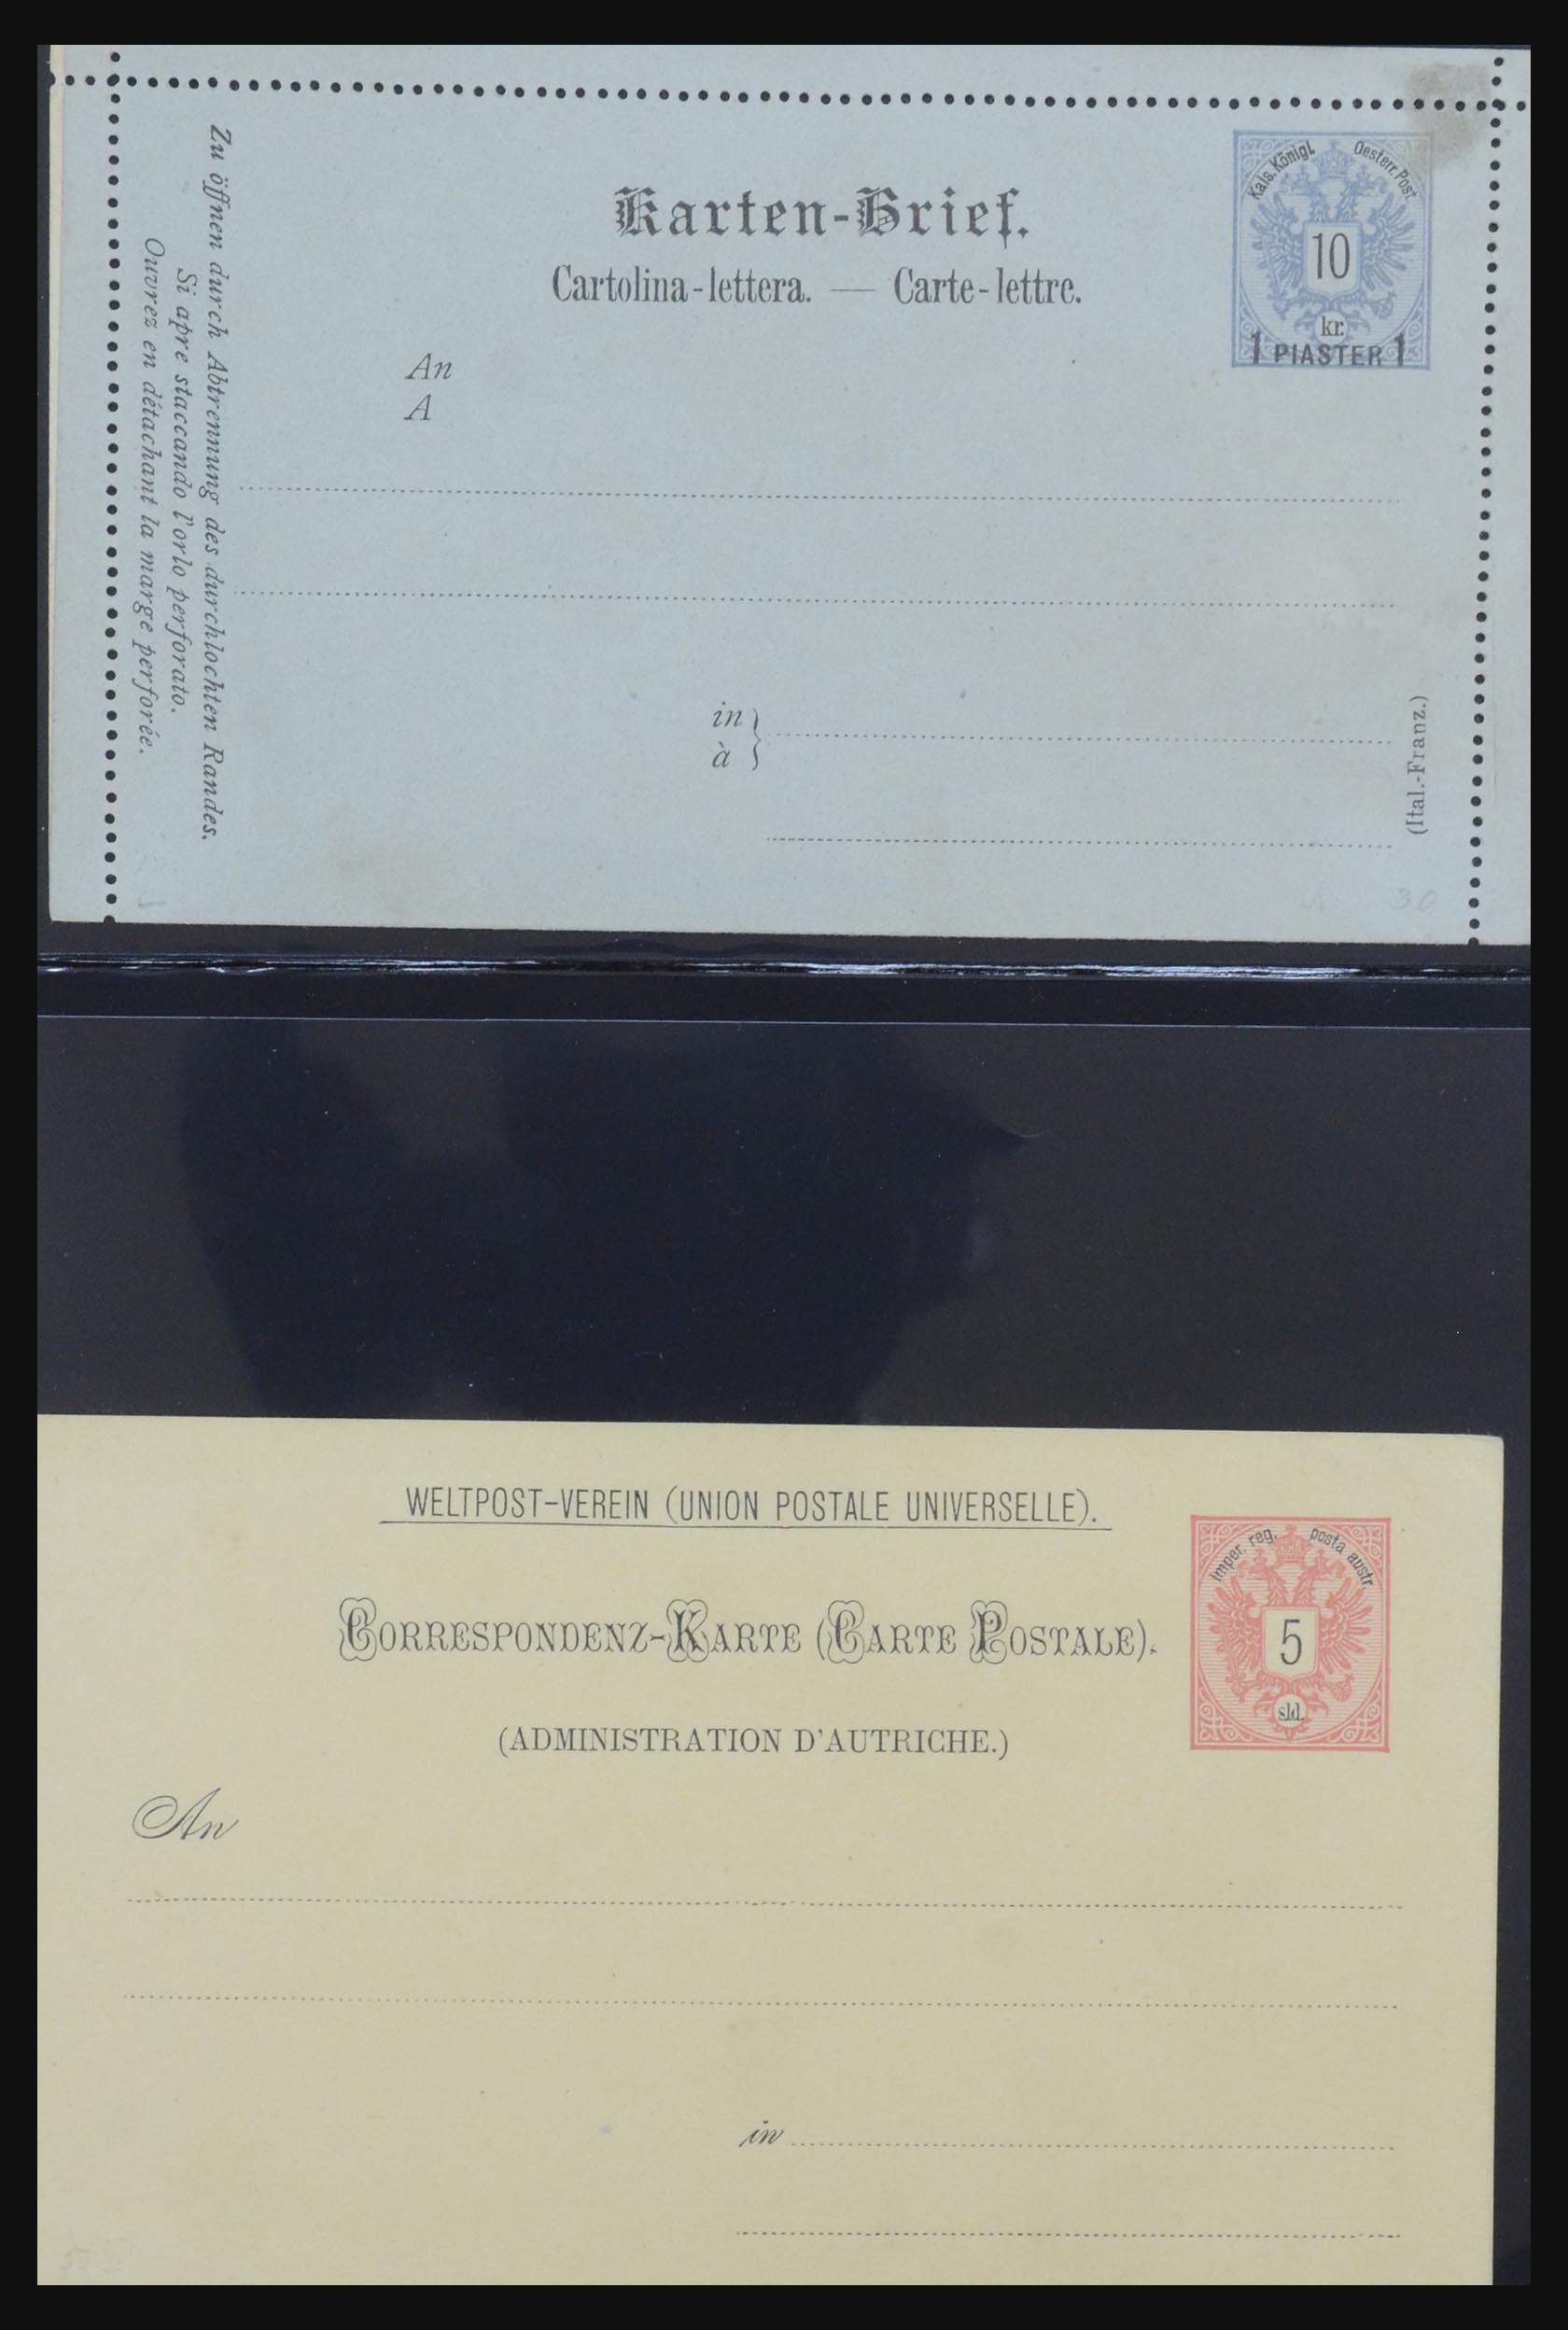 Kais. Königl. Oesterr. Post
10
kr.
1 PIASTER 1
Karten-Brief.
Cartolina-lettera. — Carte-lettre.
An
A
in
à
(Ital.-Franz.)
Zu öffnen durch Abtrennung des durchlochten Randes.
Si apre staccando l'orlo perforato.
Ouvrez en détachant la marge perforée.
30
WELTPOST-VEREIN (UNION POSTALE UNIVERSELLE).
CORRESPONDENZ-KARTE (CARTE POSTALE).
(ADMINISTRATION D'AUTRICHE.)
Imper. reg. posta austr
5
sld.
An
in